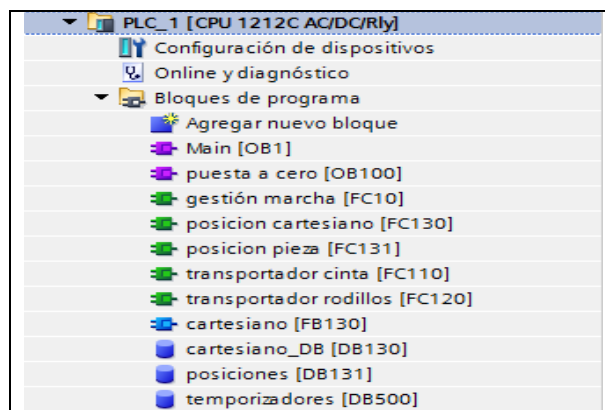 PLC_1 [CPU 1212C AC/DC/Rly]
Configuración de dispositivos
Online y diagnóstico
Bloques de programa
Agregar nuevo bloque
Main [OB1]
puesta a cero [OB100]
gestión marcha [FC10]
posicion cartesiano [FC130]
posicion pieza [FC131]
transportador cinta [FC110]
transportador rodillos [FC120]
cartesiano [FB130]
cartesiano_DB [DB130]
posiciones [DB131]
temporizadores [DB500]